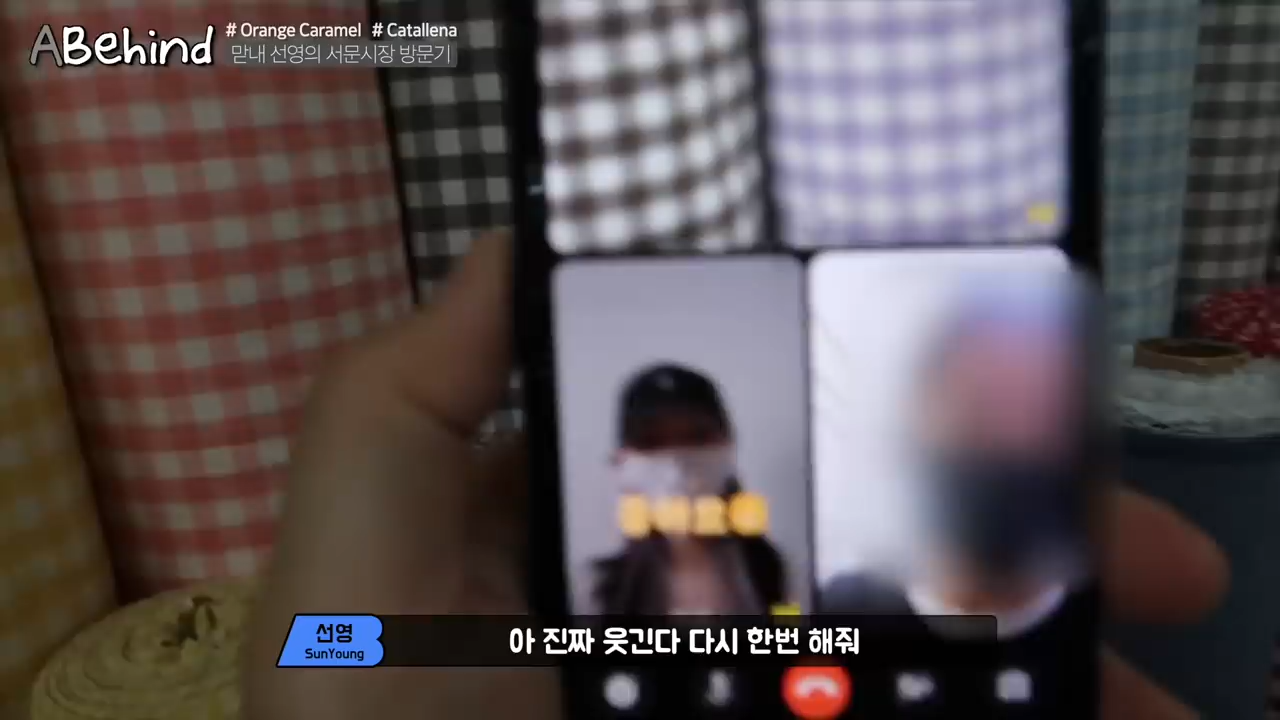 ABehind
# Orange Caramel # Catallena
맏내 선영의 서문시장 방문기
선영
SunYoung
아 진짜 웃긴다 다시 한번 해줘